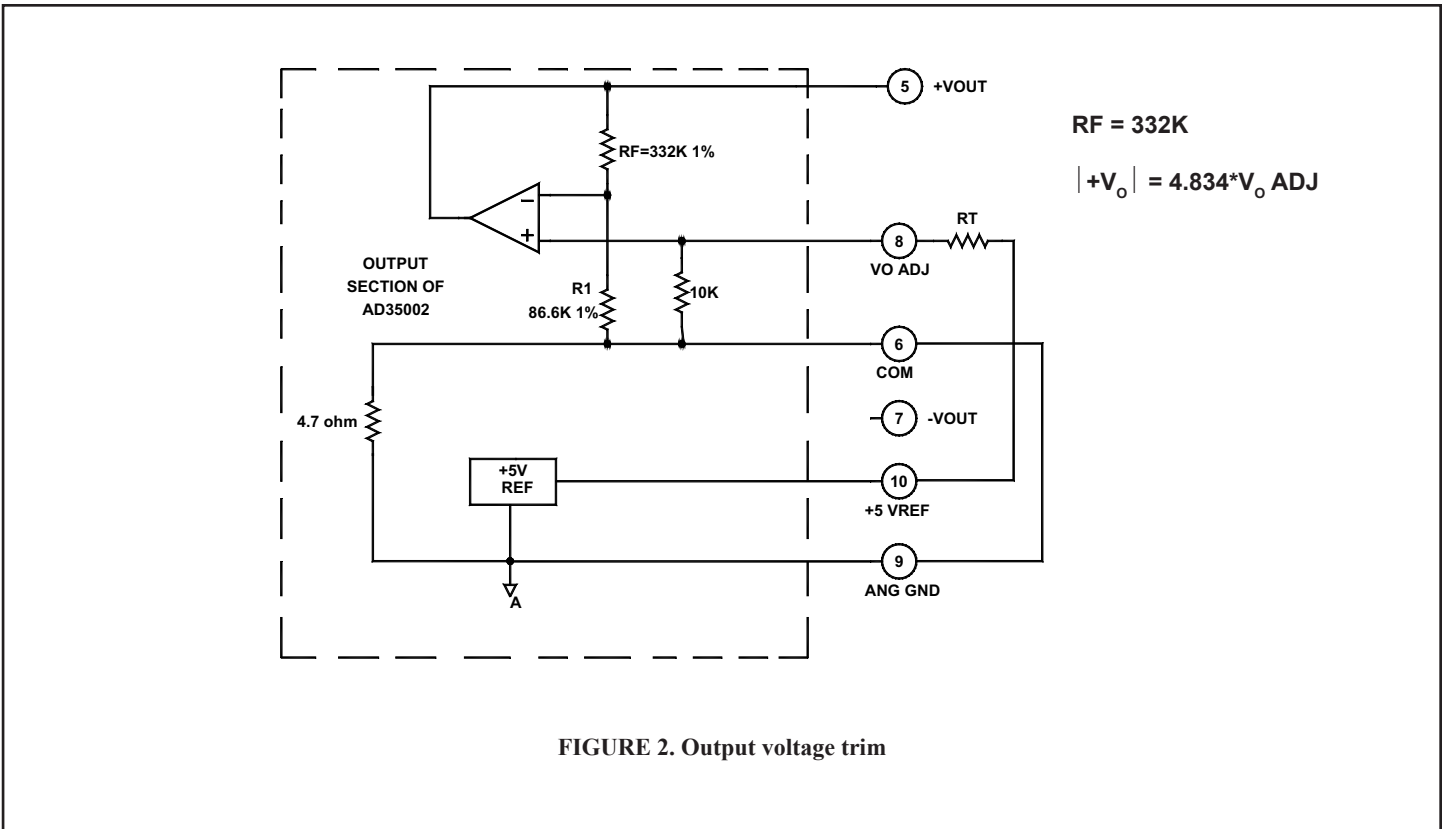 5 +VOUT
RF = 332K
RF=332K 1%
|+Vo| = 4.834*Vo ADJ
−
+
RT
8
VO ADJ
OUTPUT
SECTION OF
AD35002
R1
86.6K 1%
10K
6
COM
4.7 ohm
7 -VOUT
+5V
REF
10
+5 VREF
9
ANG GND
A
FIGURE 2. Output voltage trim